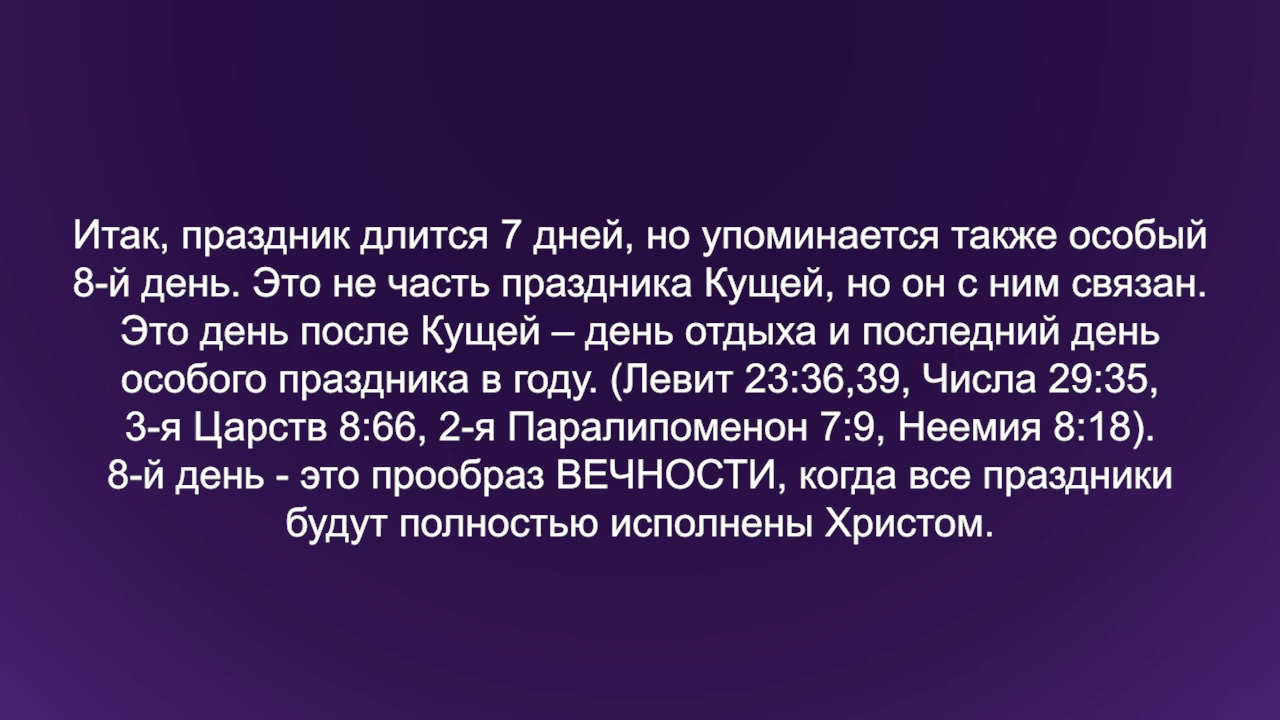 Итак, праздник длится 7 дней, но упоминается также особый
8-й день. Это не часть праздника Кущей, но он с ним связан.
Это день после Кущей – день отдыха и последний день
особого праздника в году. (Левит 23:36,39, Числа 29:35,
3-я Царств 8:66, 2-я Паралипоменон 7:9, Неемия 8:18).
8-й день - это прообраз ВЕЧНОСТИ, когда все праздники
будут полностью исполнены Христом.